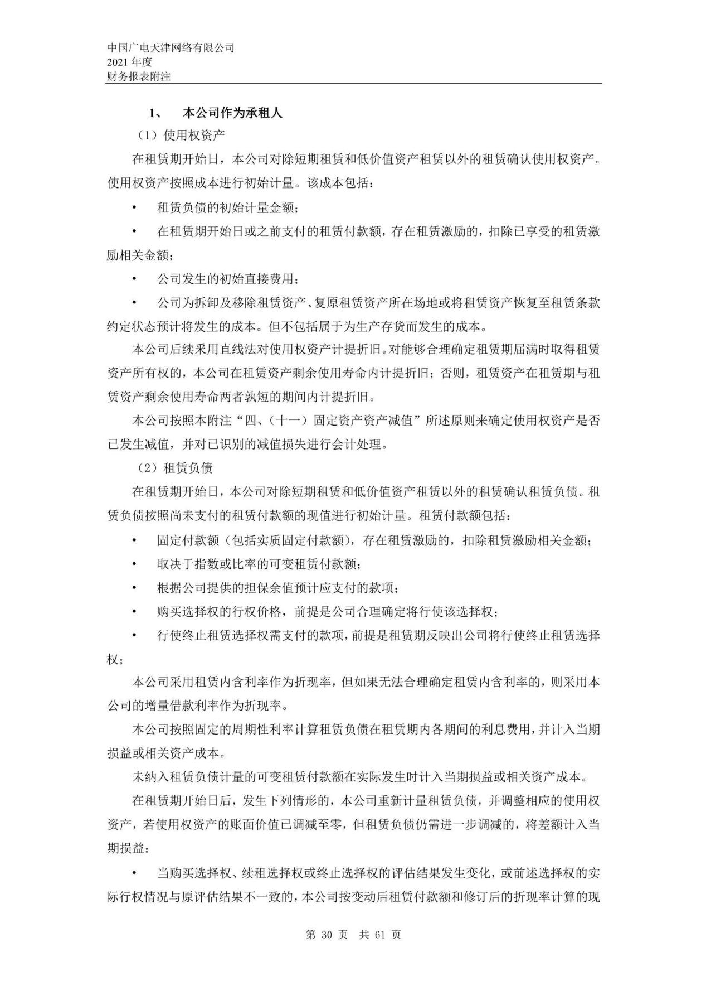 中国广电天津网络有限公司
2021 年度
财务报表附注
1、 本公司作为承租人
（1）使用权资产
在租赁期开始日，本公司对除短期租赁和低价值资产租赁以外的租赁确认使用权资产。
使用权资产按照成本进行初始计量。该成本包括：
• 租赁负债的初始计量金额；
• 在租赁期开始日或之前支付的租赁付款额，存在租赁激励的，扣除已享受的租赁激
励相关金额；
• 公司发生的初始直接费用；
• 公司为拆卸及移除租赁资产、复原租赁资产所在场地或将租赁资产恢复至租赁条款
约定状态预计将发生的成本。但不包括属于为生产存货而发生的成本。
本公司后续采用直线法对使用权资产计提折旧。对能够合理确定租赁期届满时取得租赁
资产所有权的，本公司在租赁资产剩余使用寿命内计提折旧；否则，租赁资产在租赁期与租
赁资产剩余使用寿命两者孰短的期间内计提折旧。
本公司按照本附注“四、（十一）固定资产资产减值”所述原则来确定使用权资产是否
已发生减值，并对已识别的减值损失进行会计处理。
（2）租赁负债
在租赁期开始日，本公司对除短期租赁和低价值资产租赁以外的租赁确认租赁负债。租
赁负债按照尚未支付的租赁付款额的现值进行初始计量。租赁付款额包括：
• 固定付款额（包括实质固定付款额），存在租赁激励的，扣除租赁激励相关金额；
• 取决于指数或比率的可变租赁付款额；
• 根据公司提供的担保余值预计应支付的款项；
• 购买选择权的行权价格，前提是公司合理确定将行使该选择权；
• 行使终止租赁选择权需支付的款项，前提是租赁期反映出公司将行使终止租赁选择
权；
本公司采用租赁内含利率作为折现率，但如果无法合理确定租赁内含利率的，则采用本
公司的增量借款利率作为折现率。
本公司按照固定的周期性利率计算租赁负债在租赁期内各期间的利息费用，并计入当期
损益或相关资产成本。
未纳入租赁负债计量的可变租赁付款额在实际发生时计入当期损益或相关资产成本。
在租赁期开始日后，发生下列情形的，本公司重新计量租赁负债，并调整相应的使用权
资产，若使用权资产的账面价值已调减至零，但租赁负债仍需进一步调减的，将差额计入当
期损益：
• 当购买选择权、续租选择权或终止选择权的评估结果发生变化，或前述选择权的实
际行权情况与原评估结果不一致的，本公司按变动后租赁付款额和修订后的折现率计算的现
第 30 页 共 61 页